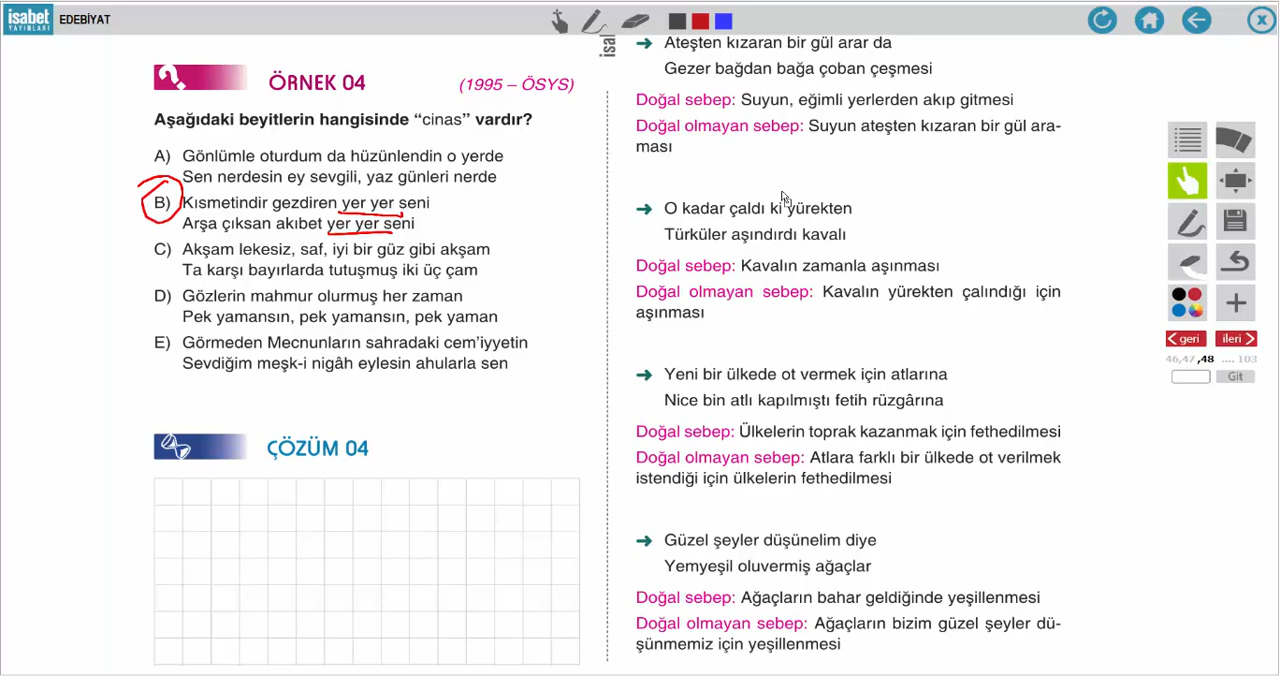 isabet
YAYINLARI
EDEBİYAT
ÖRNEK 04
(1995 – ÖSYS)
Aşağıdaki beyitlerin hangisinde “cinas” vardır?
A) Gönlümle oturdum da hüzünlendin o yerde
Sen nerdesin ey sevgili, yaz günleri nerde
B) Kısmetindir gezdiren yer yer seni
Arşa çıksan akıbet yer yer seni
C) Akşam lekesiz, saf, iyi bir güz gibi akşam
Ta karşı bayırlarda tutuşmuş iki üç çam
D) Gözlerin mahmur olurmuş her zaman
Pek yamansın, pek yamansın, pek yaman
E) Görmeden Mecnunların sahradaki cem’iyyetin
Sevdiğim meşk-i nigâh eylesin ahularla sen
ÇÖZÜM 04
isal
Ateşten kızaran bir gül arar da
Gezer bağdan bağa çoban çeşmesi
Doğal sebep: Suyun, eğimli yerlerden akıp gitmesi
Doğal olmayan sebep: Suyun ateşten kızaran bir gül ara-
ması
O kadar çaldı ki yürekten
Türküler aşındırdı kavalı
Doğal sebep: Kavalın zamanla aşınması
Doğal olmayan sebep: Kavalın yürekten çalındığı için
aşınması
Yeni bir ülkede ot vermek için atlarına
Nice bin atlı kapılmıştı fetih rüzgârına
Doğal sebep: Ülkelerin toprak kazanmak için fethedilmesi
Doğal olmayan sebep: Atlara farklı bir ülkede ot verilmek
istendiği için ülkelerin fethedilmesi
Güzel şeyler düşünelim diye
Yemyeşil oluvermiş ağaçlar
Doğal sebep: Ağaçların bahar geldiğinde yeşillenmesi
Doğal olmayan sebep: Ağaçların bizim güzel şeyler dü-
şünmemiz için yeşillenmesi
geri
ileri
46,47,48 .... 103
Git